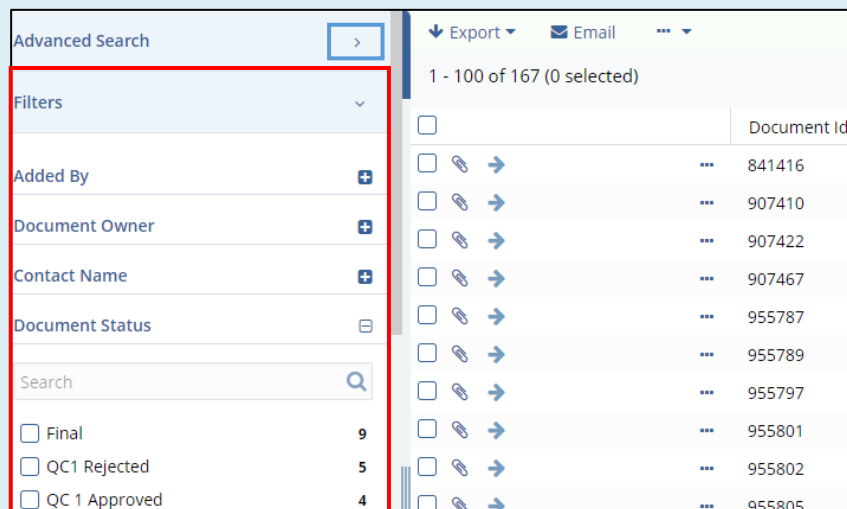 Advanced Search
Filters
Added By
Document Owner
Contact Name
Document Status
Search
Final 9
QC1 Rejected 5
QC 1 Approved 4
Export Email
1 - 100 of 167 (0 selected)
Document Id
841416
907410
907422
907467
955787
955789
955797
955801
955802
955805